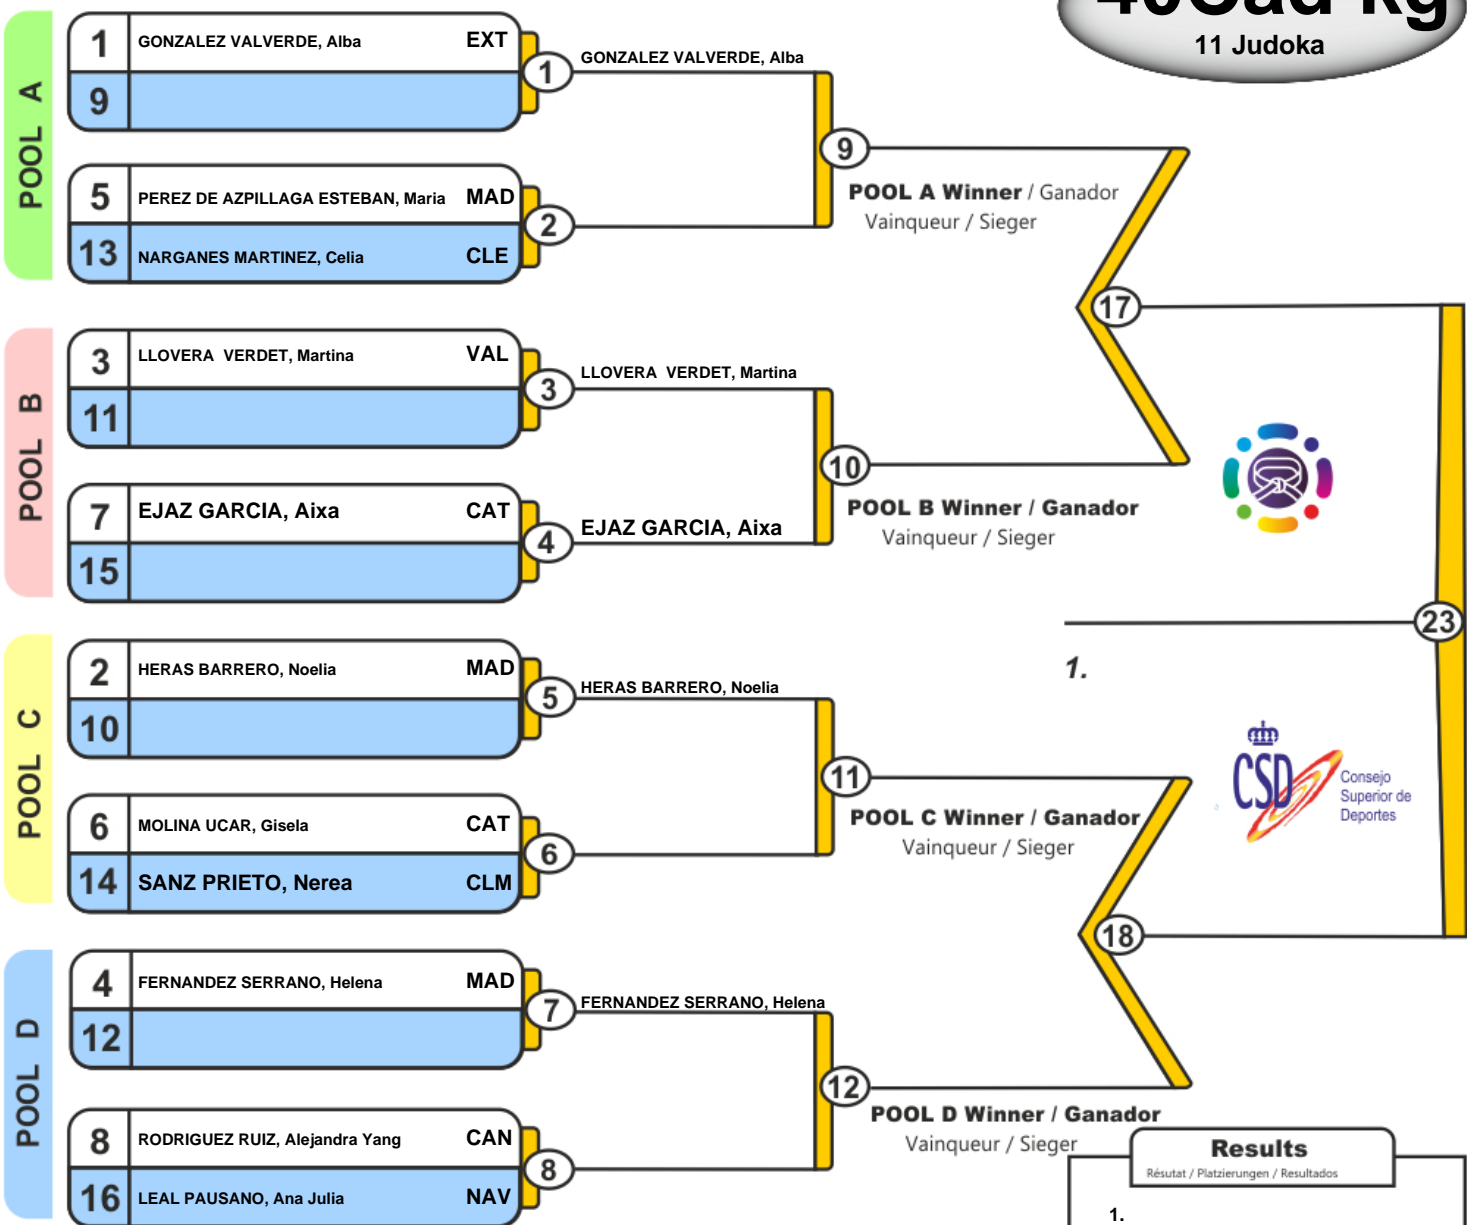 11 Judoka
POOL A
1 GONZALEZ VALVERDE, Alba EXT
9
1
GONZALEZ VALVERDE, Alba
5 PEREZ DE AZPILLAGA ESTEBAN, Maria MAD
13 NARGANES MARTINEZ, Celia CLE
2
9
POOL A Winner / Ganador
Vainqueur / Sieger
17
POOL B
3 LLOVERA VERDET, Martina VAL
11
3
LLOVERA VERDET, Martina
7 EJAZ GARCIA, Aixa CAT
15
4
EJAZ GARCIA, Aixa
10
POOL B Winner / Ganador
Vainqueur / Sieger
23
1.
POOL C
2 HERAS BARRERO, Noelia MAD
10
5
HERAS BARRERO, Noelia
6 MOLINA UCAR, Gisela CAT
14 SANZ PRIETO, Nerea CLM
6
11
POOL C Winner / Ganador
Vainqueur / Sieger
CSD
Consejo
Superior de
Deportes
18
POOL D
4 FERNANDEZ SERRANO, Helena MAD
12
7
FERNANDEZ SERRANO, Helena
8 RODRIGUEZ RUIZ, Alejandra Yang CAN
16 LEAL PAUSANO, Ana Julia NAV
8
12
POOL D Winner / Ganador
Vainqueur / Sieger
Results
Résutat / Platzierungen / Resultados
1.